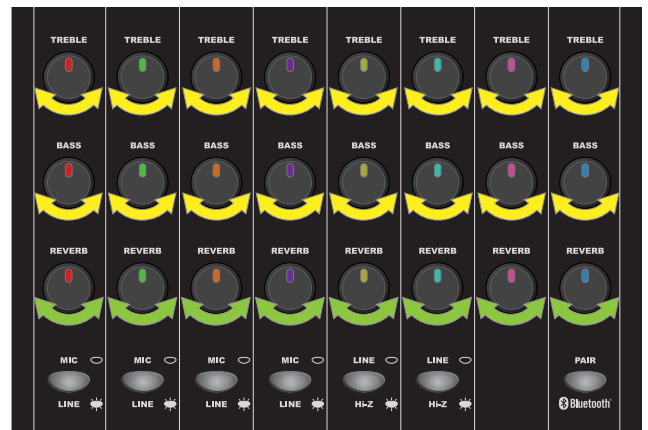 TREBLE TREBLE TREBLE TREBLE TREBLE TREBLE TREBLE TREBLE
BASS BASS BASS BASS BASS BASS BASS BASS
REVERB REVERB REVERB REVERB REVERB REVERB REVERB REVERB
MIC MIC MIC MIC LINE LINE PAIR
LINE LINE LINE LINE Hi-Z Hi-Z Bluetooth